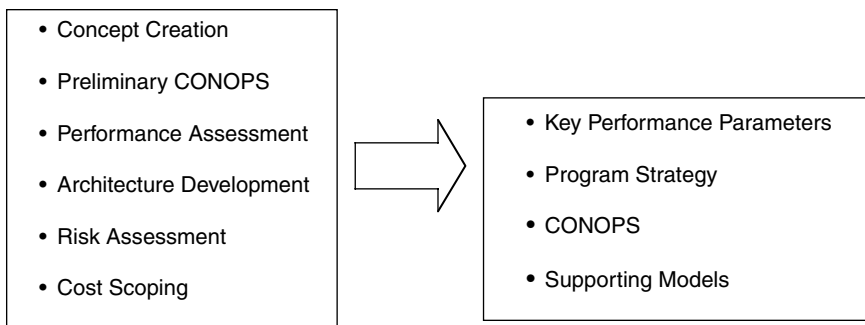 • Concept Creation
• Preliminary CONOPS
• Performance Assessment
• Architecture Development
• Risk Assessment
• Cost Scoping
• Key Performance Parameters
• Program Strategy
• CONOPS
• Supporting Models